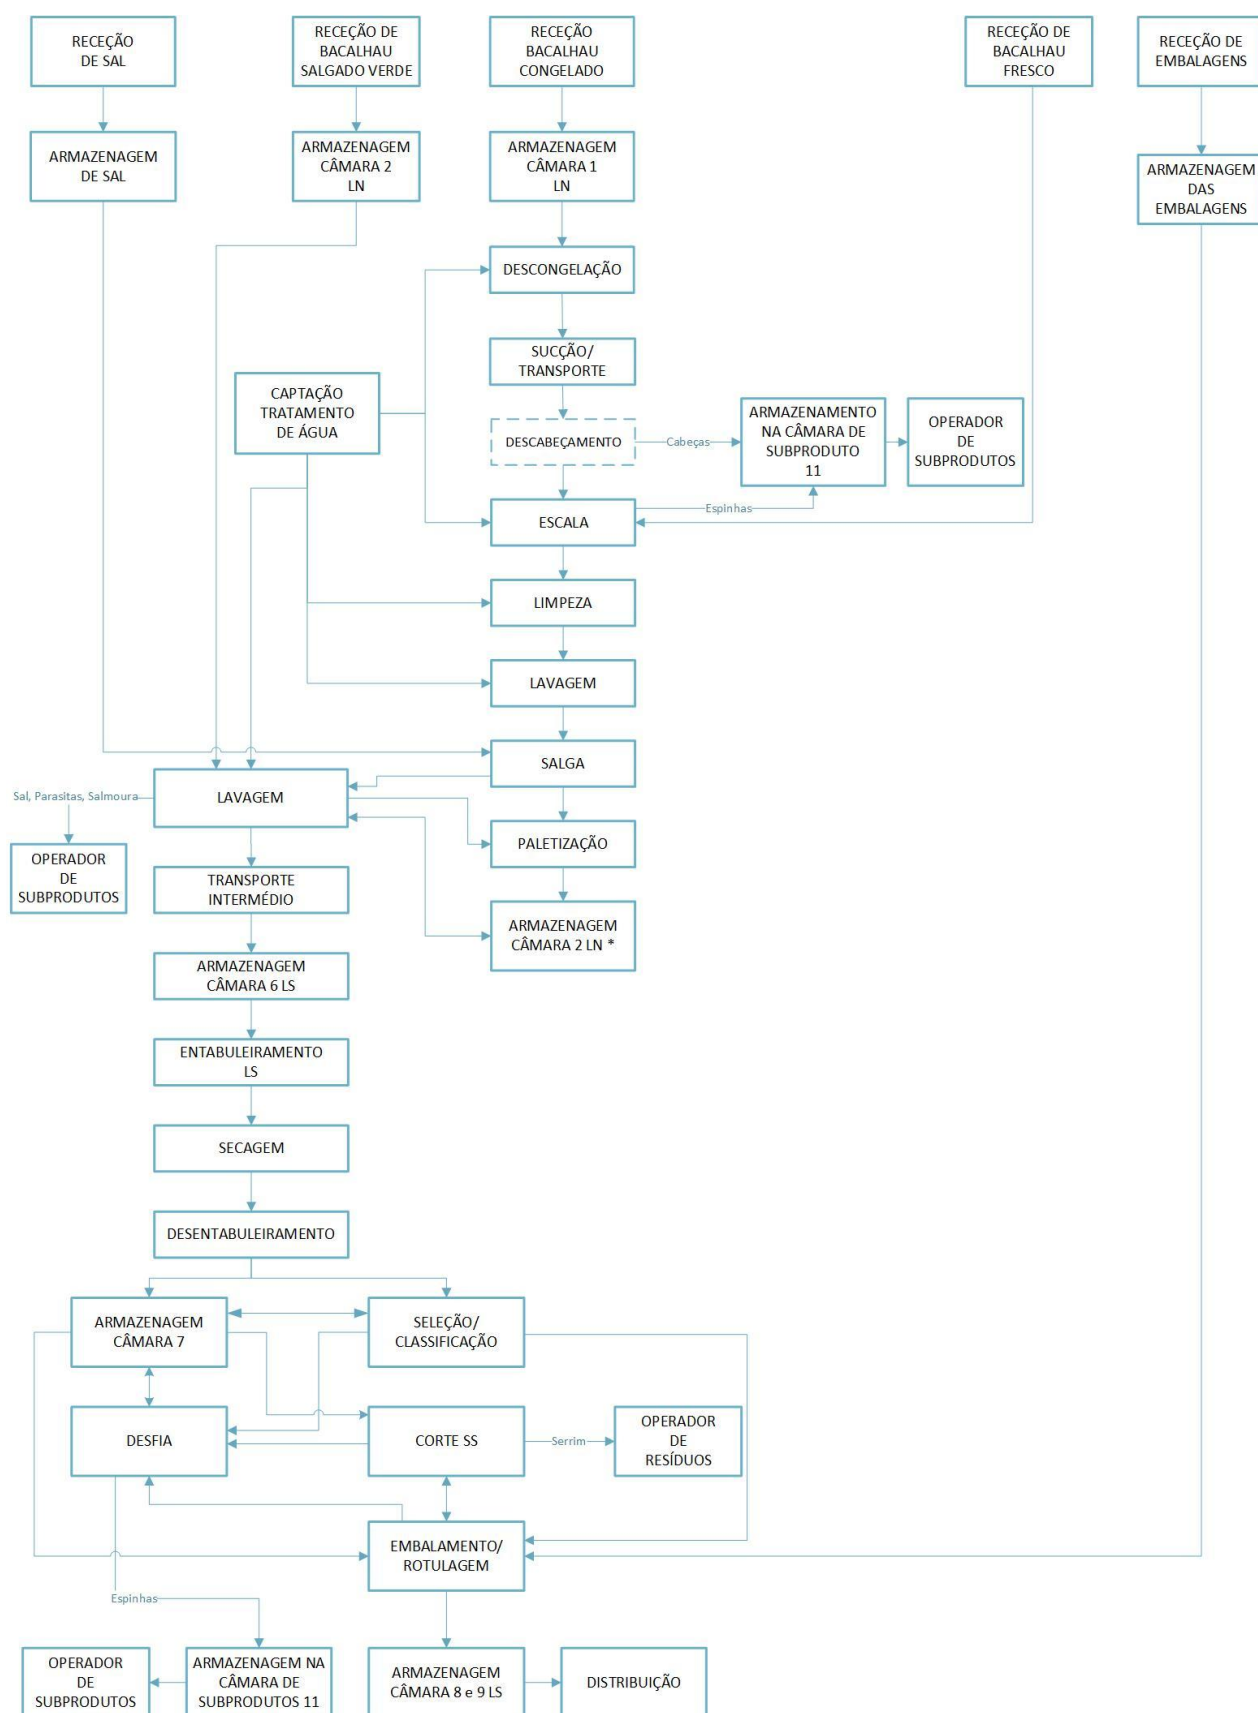 RECEÇÃO
DE SAL
RECEÇÃO DE
BACALHAU
SALGADO VERDE
RECEÇÃO
BACALHAU
CONGELADO
RECEÇÃO DE
BACALHAU
FRESCO
RECEÇÃO DE
EMBALAGENS
ARMAZENAGEM
DE SAL
ARMAZENAGEM
CÂMARA 2
LN
ARMAZENAGEM
CÂMARA 1
LN
ARMAZENAGEM
DAS
EMBALAGENS
DESCONGELAÇÃO
SUCÇÃO/
TRANSPORTE
CAPTAÇÃO
TRATAMENTO
DE ÁGUA
DESCABEÇAMENTO
Cabeças
ARMAZENAMENTO
NA CÂMARA DE
SUBPRODUTO
11
OPERADOR
DE
SUBPRODUTOS
ESCALA
Espinhas
LIMPEZA
LAVAGEM
SALGA
LAVAGEM
Sal, Parasitas, Salmoura
OPERADOR
DE
SUBPRODUTOS
PALETIZAÇÃO
TRANSPORTE
INTERMÉDIO
ARMAZENAGEM
CÂMARA 2 LN *
ARMAZENAGEM
CÂMARA 6 LS
ENTABULEIRAMENTO
LS
SECAGEM
DESENTABULEIRAMENTO
ARMAZENAGEM
CÂMARA 7
SELEÇÃO/
CLASSIFICAÇÃO
DESFIA
CORTE SS
Serrim
OPERADOR
DE
RESÍDUOS
EMBALAMENTO/
ROTULAGEM
Espinhas
OPERADOR
DE
SUBPRODUTOS
ARMAZENAGEM NA
CÂMARA DE
SUBPRODUTOS 11
ARMAZENAGEM
CÂMARA 8 e 9 LS
DISTRIBUIÇÃO